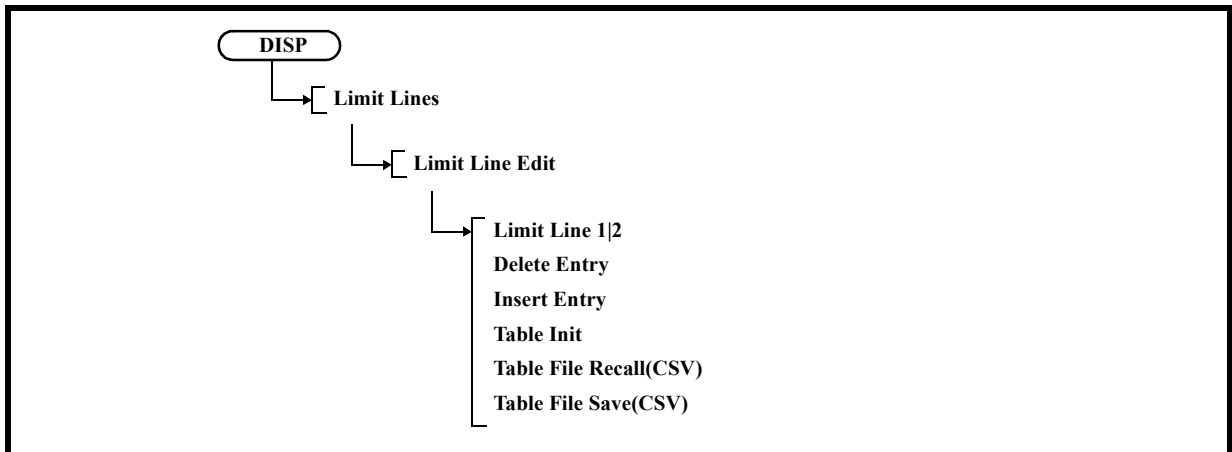 DISP
Limit Lines
Limit Line Edit
Limit Line 1|2
Delete Entry
Insert Entry
Table Init
Table File Recall(CSV)
Table File Save(CSV)